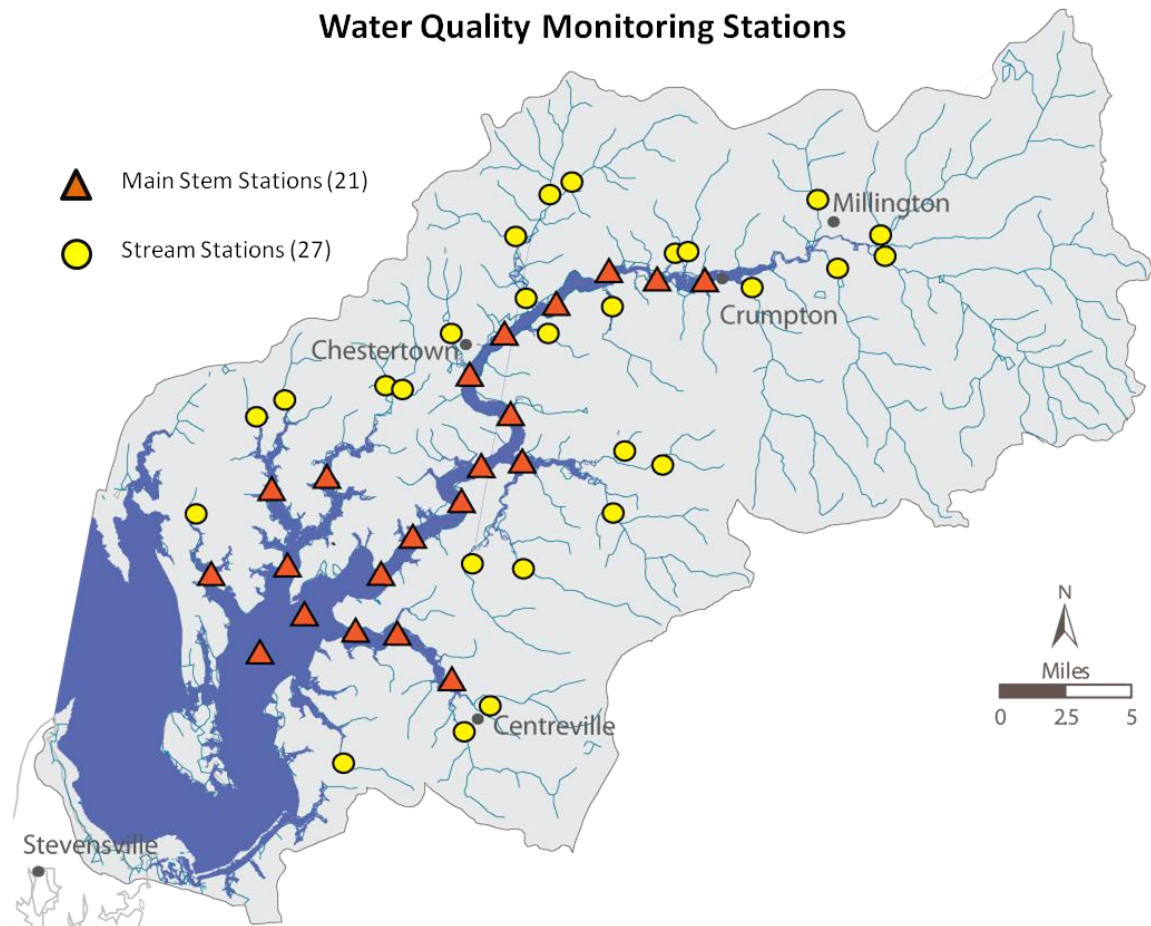 Water Quality Monitoring Stations
Main Stem Stations (21)
Stream Stations (27)
Millington
Crumpton
Chestertown
N
Miles
0 2.5 5
Centreville
Stevensville